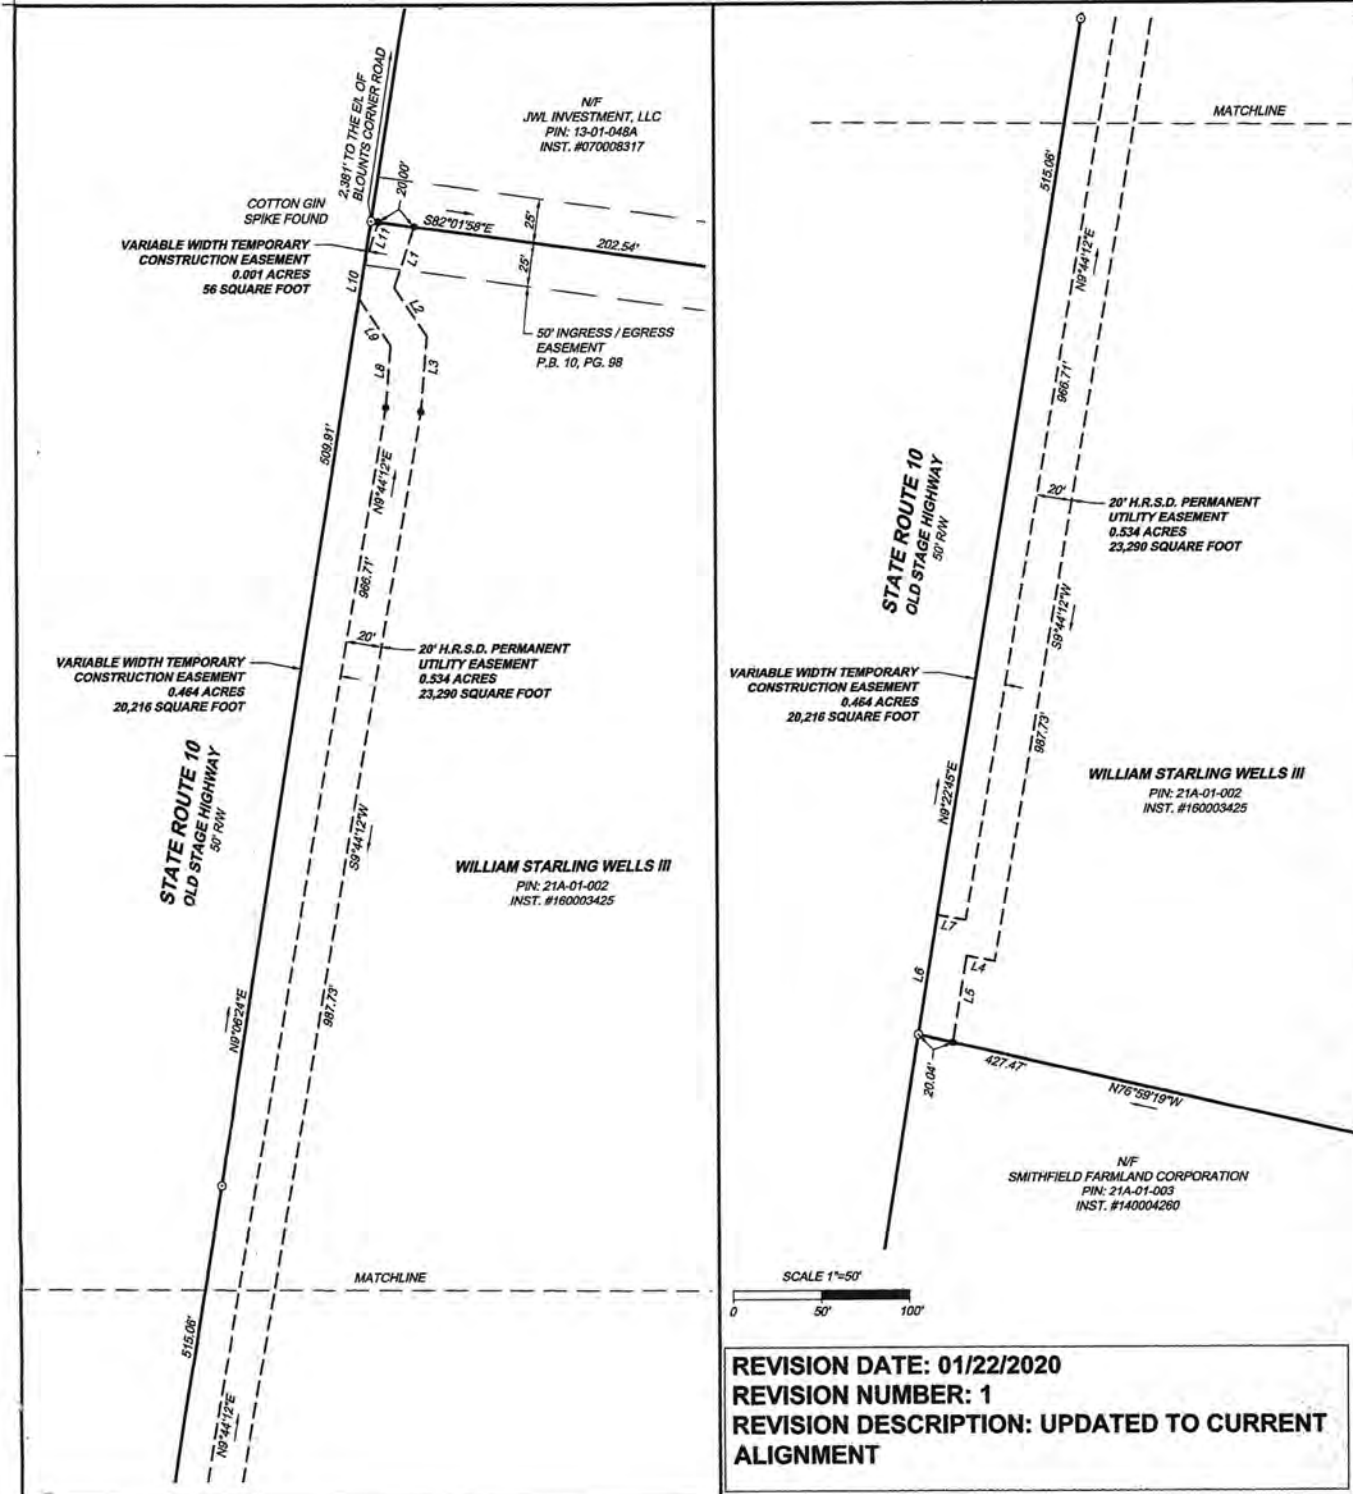 2,381' TO THE E/L OF
BLOUNTS CORNER ROAD
N/F
JWL INVESTMENT, LLC
PIN: 13-01-048A
INST. #070008317
COTTON GIN
SPIKE FOUND
20.00'
S82°01'58"E
202.54'
25'
25'
VARIABLE WIDTH TEMPORARY
CONSTRUCTION EASEMENT
0.001 ACRES
56 SQUARE FOOT
L11
L1
L10
L2
L9
L8
L3
50' INGRESS / EGRESS
EASEMENT
P.B. 10, PG. 98
509.91'
N9°44'12"E
966.71'
20'
20' H.R.S.D. PERMANENT
UTILITY EASEMENT
0.534 ACRES
23,290 SQUARE FOOT
VARIABLE WIDTH TEMPORARY
CONSTRUCTION EASEMENT
0.464 ACRES
20,216 SQUARE FOOT
STATE ROUTE 10
OLD STAGE HIGHWAY
50' R/W
S9°44'12"W
WILLIAM STARLING WELLS III
PIN: 21A-01-002
INST. #160003425
987.73'
N9°06'24"E
MATCHLINE
515.06'
N9°44'12"E
MATCHLINE
515.06'
N9°44'12"E
966.71'
STATE ROUTE 10
OLD STAGE HIGHWAY
50' R/W
20'
20' H.R.S.D. PERMANENT
UTILITY EASEMENT
0.534 ACRES
23,290 SQUARE FOOT
S9°44'12"W
VARIABLE WIDTH TEMPORARY
CONSTRUCTION EASEMENT
0.464 ACRES
20,216 SQUARE FOOT
987.73'
WILLIAM STARLING WELLS III
PIN: 21A-01-002
INST. #160003425
N9°22'45"E
L7
L4
L6
L5
20.04'
427.47'
N76°59'19"W
N/F
SMITHFIELD FARMLAND CORPORATION
PIN: 21A-01-003
INST. #140004260
SCALE 1"=50'
0 50' 100'
REVISION DATE: 01/22/2020
REVISION NUMBER: 1
REVISION DESCRIPTION: UPDATED TO CURRENT
ALIGNMENT